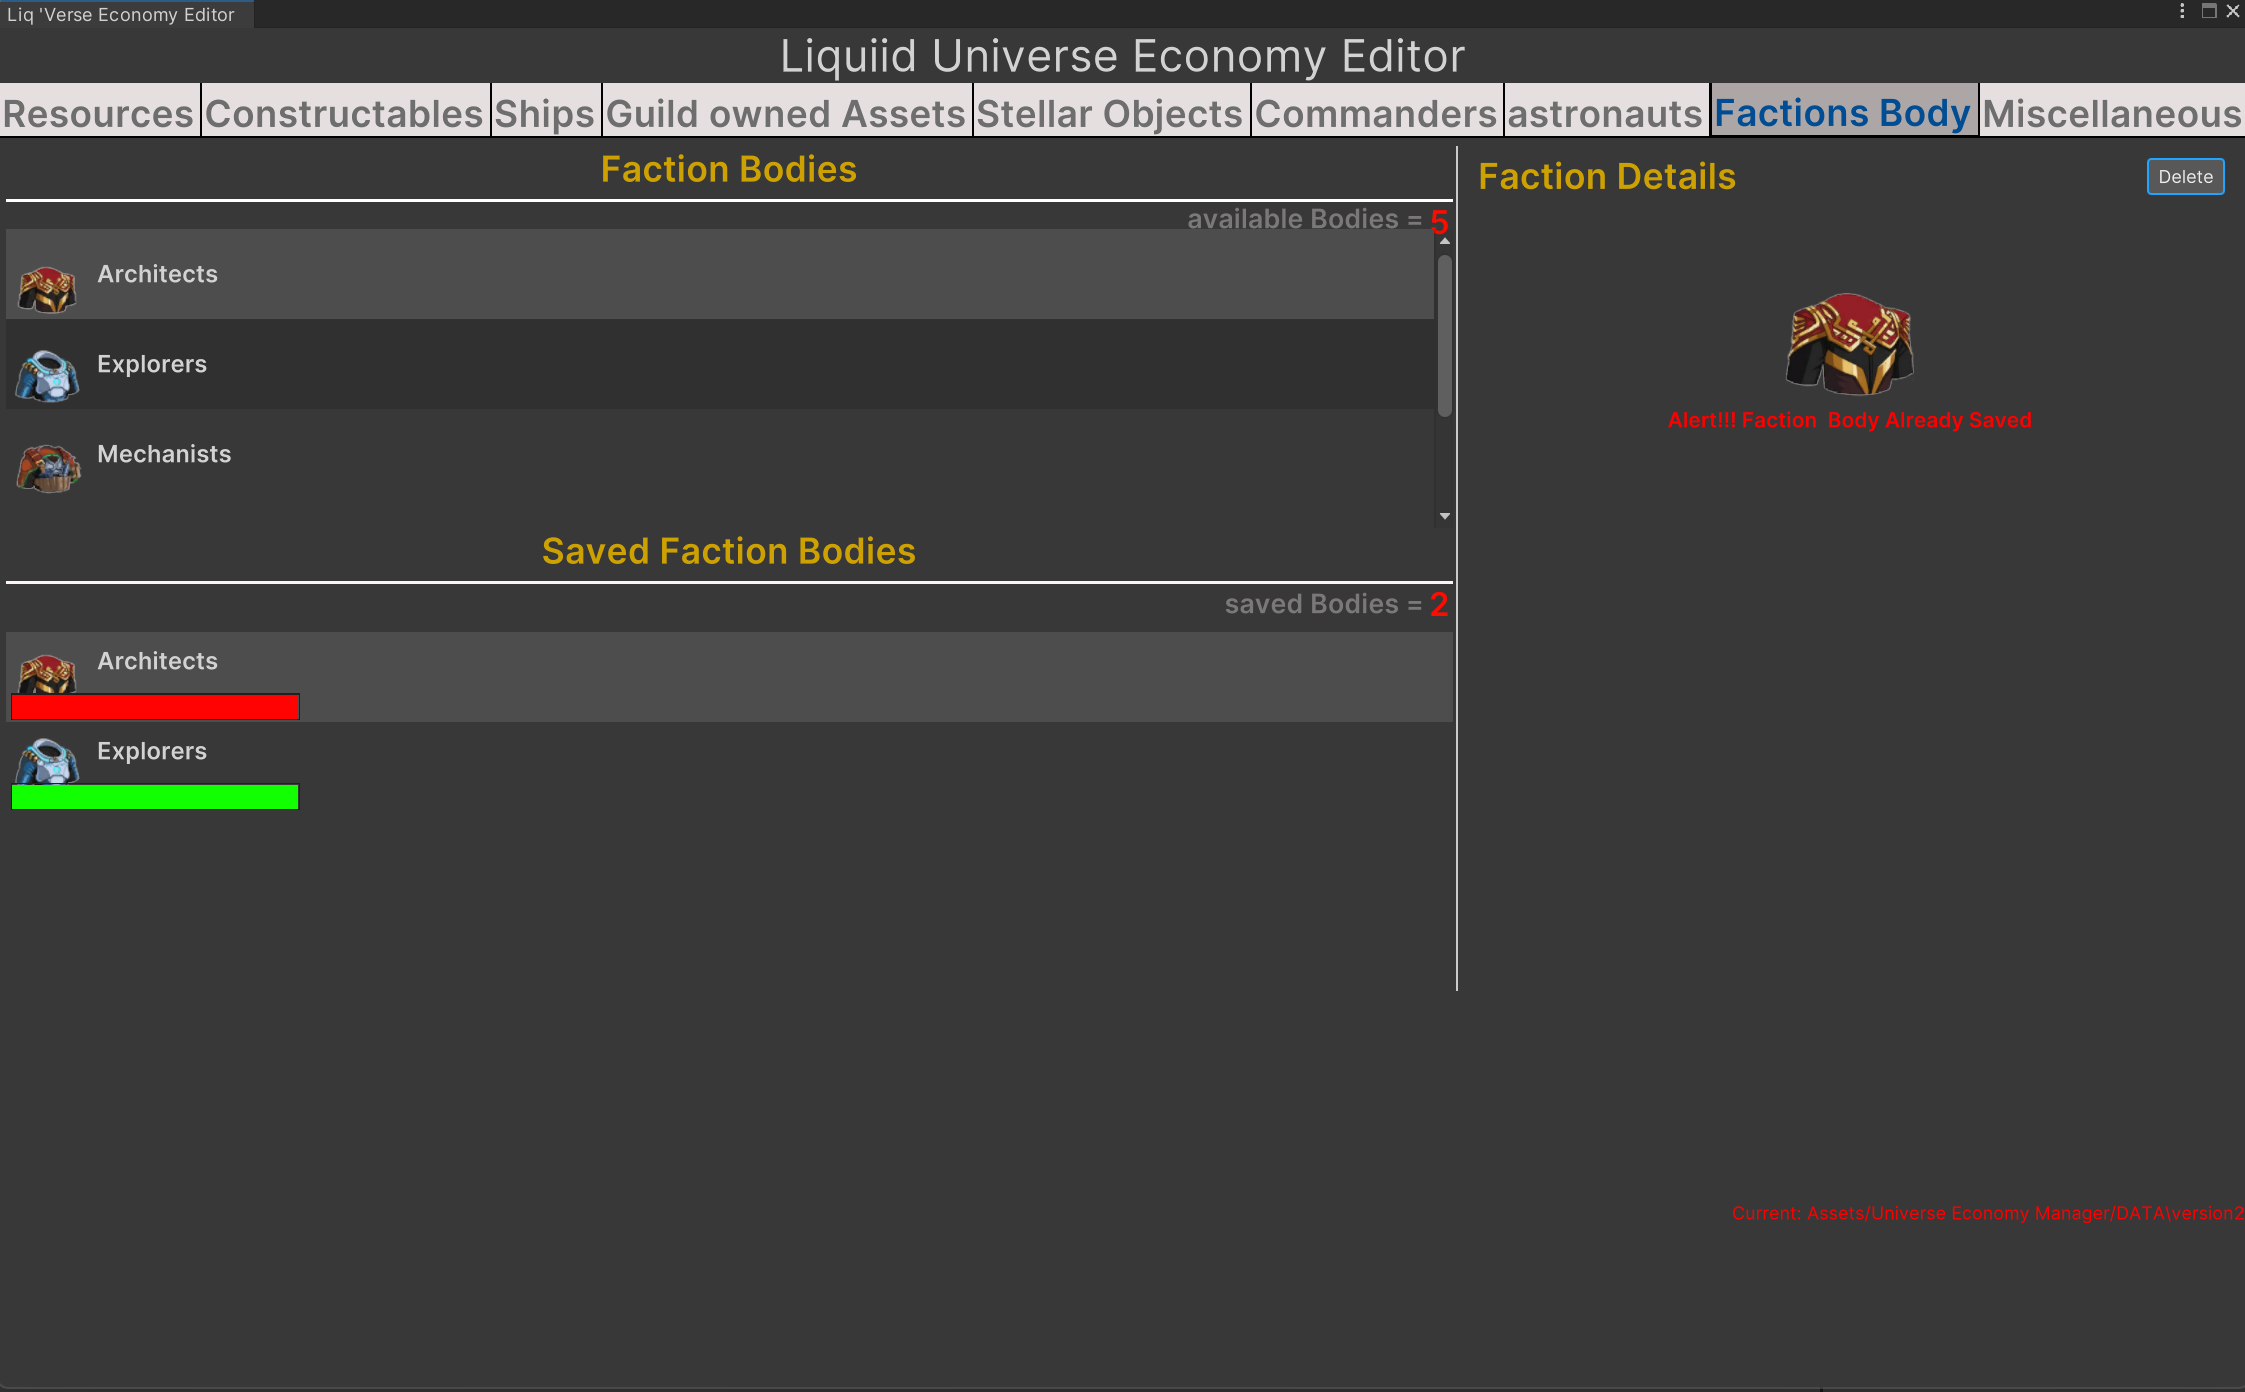 Liq 'Verse Economy Editor
Liquiid Universe Economy Editor
Resources Constructables Ships Guild owned Assets Stellar Objects Commanders astronauts Factions Body Miscellaneous
Faction Bodies
available Bodies = 5
Architects
Explorers
Mechanists
Saved Faction Bodies
saved Bodies = 2
Architects
Explorers
Faction Details
Delete
Alert!!! Faction  Body Already Saved
Current: Assets/Universe Economy Manager/DATA\version2